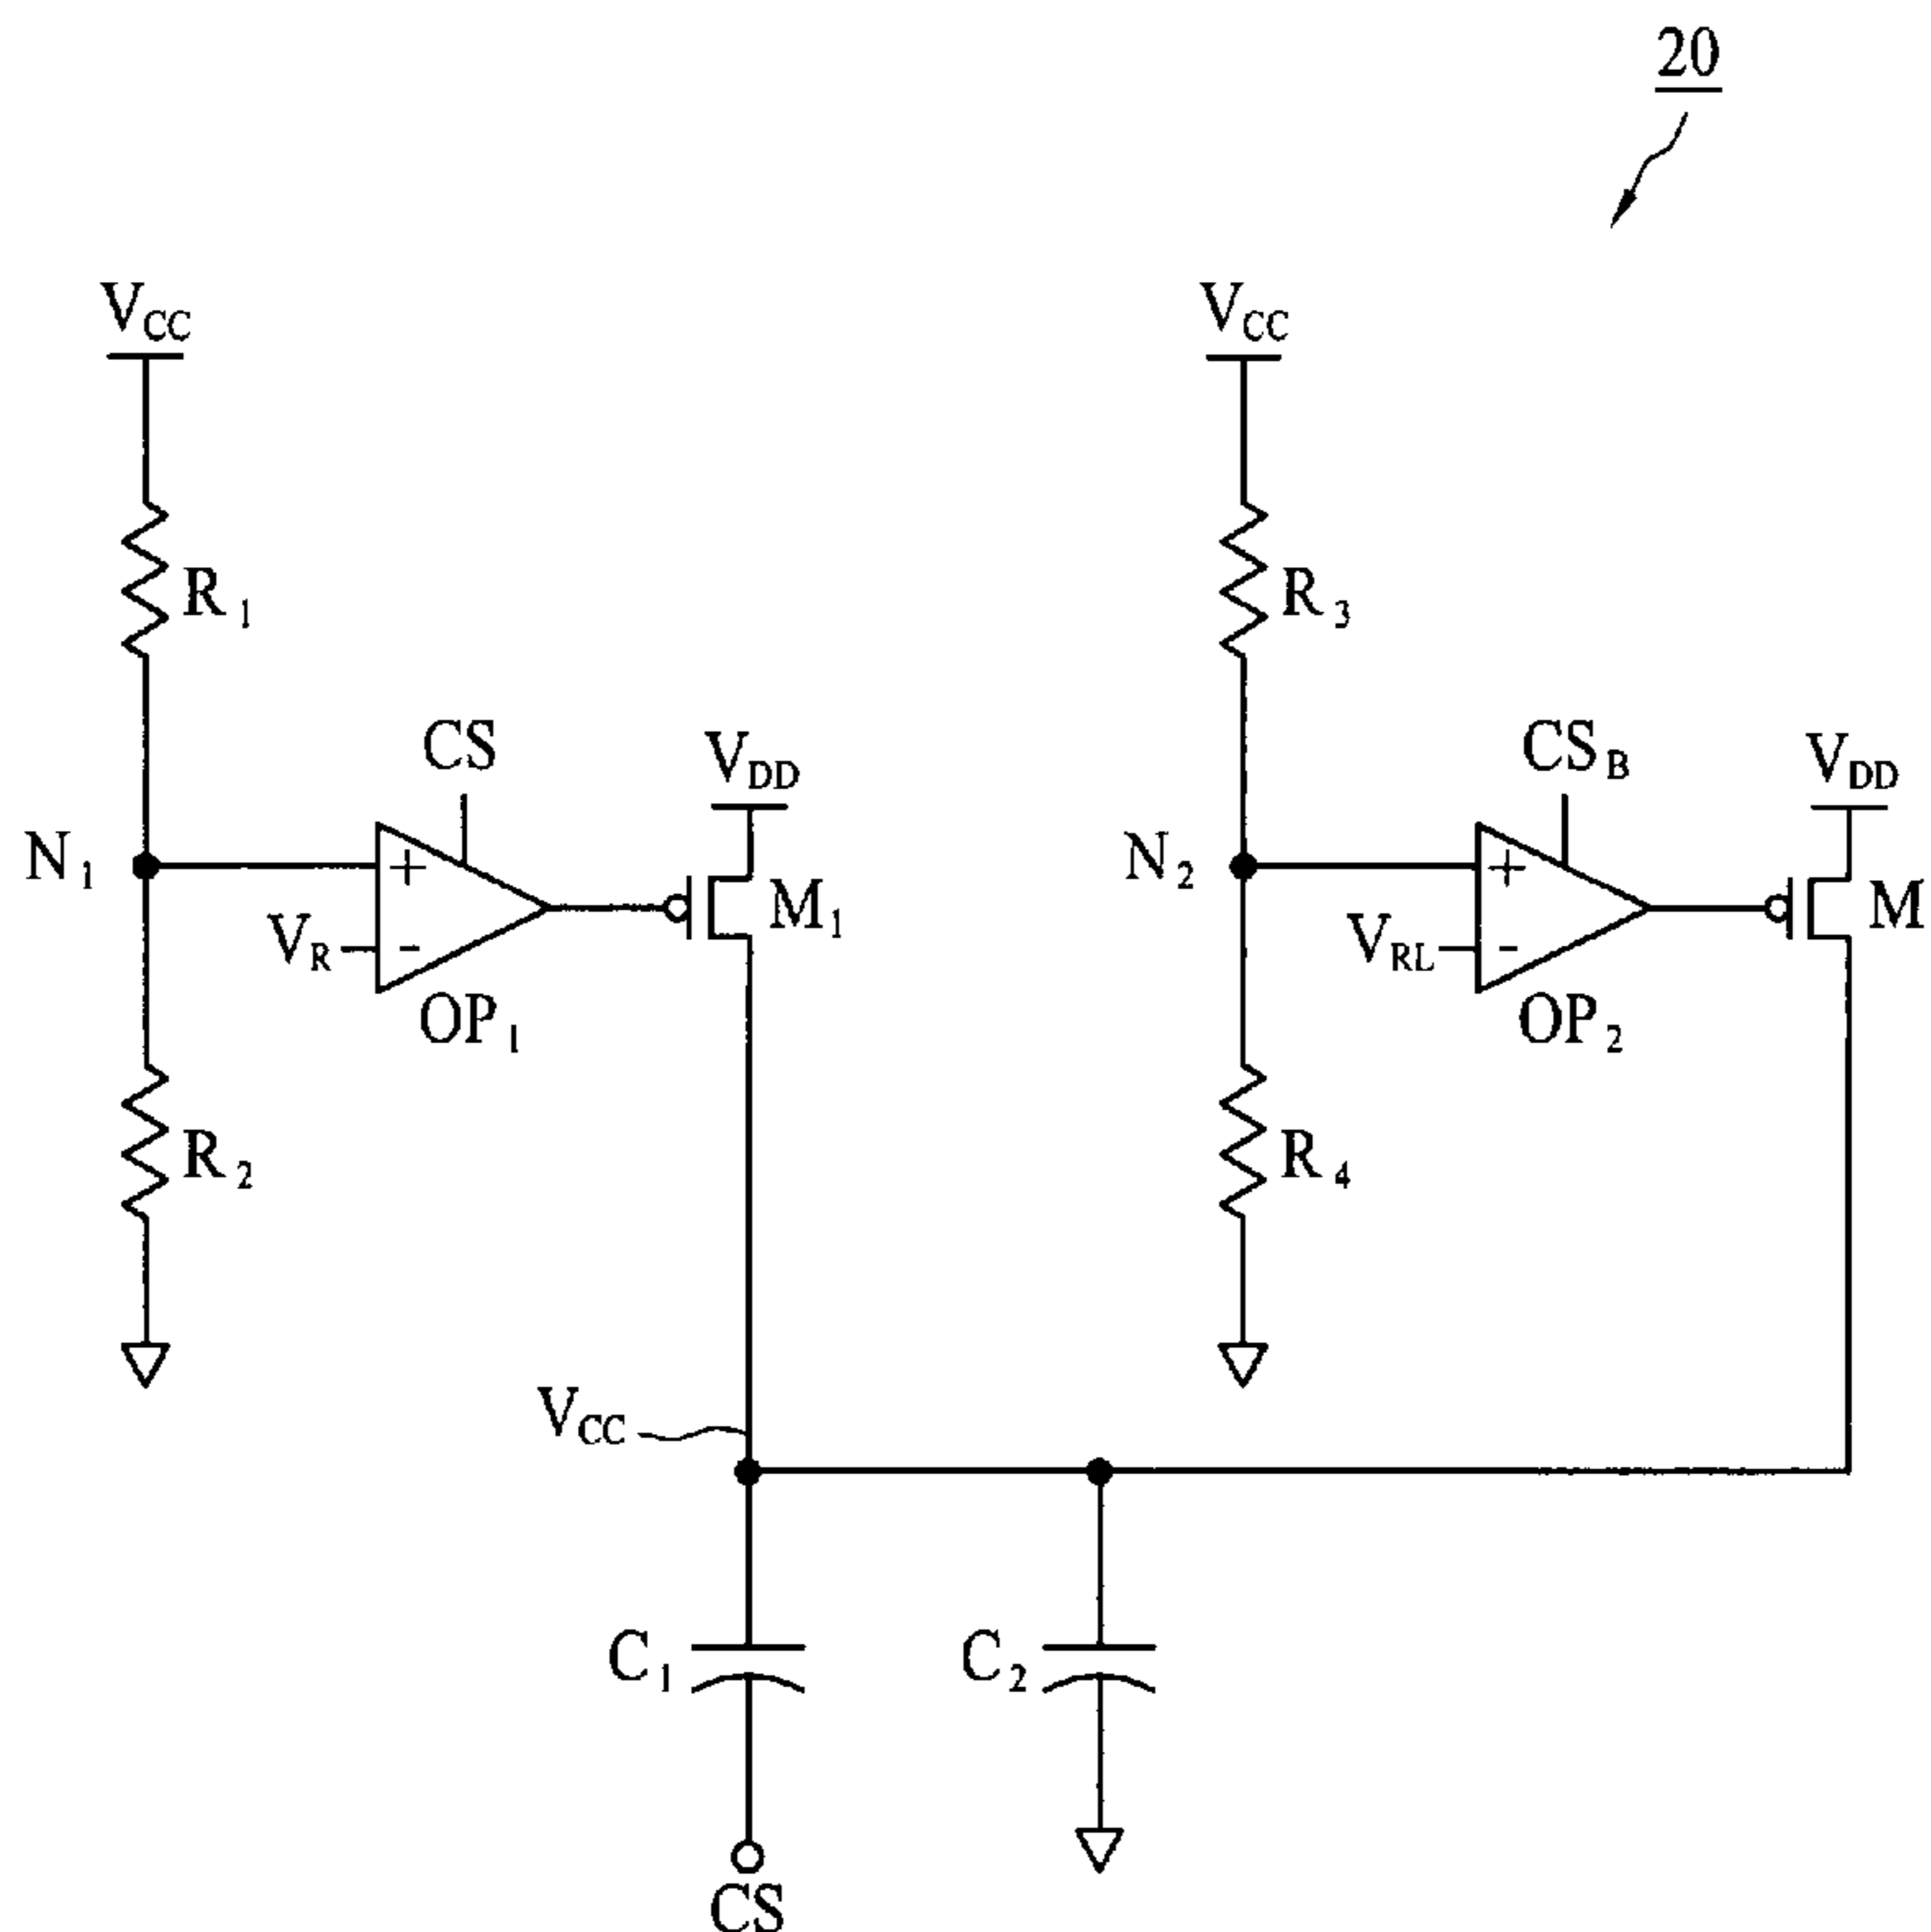 20
VCC
VCC
R1
R3
CS
VDD
CSB
VDD
N1
+
M1
N2
+
M
VR
-
VRL
-
OP1
OP2
R2
R4
VCC
C1
C2
CS